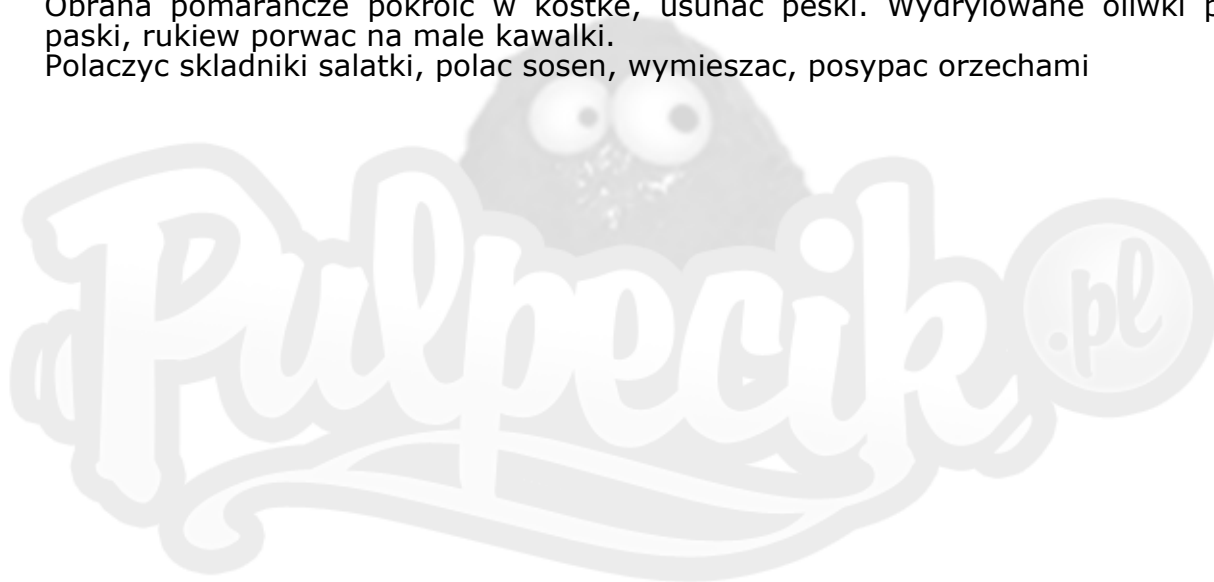 Obrana pomarancze pokroic w kostke, usunac peski. Wydrylowane oliwki
paski, rukiew porwac na male kawalki.
Polaczyc skladniki salatki, polac sosen, wymieszac, posypac orzechami
Pulpecik.pl